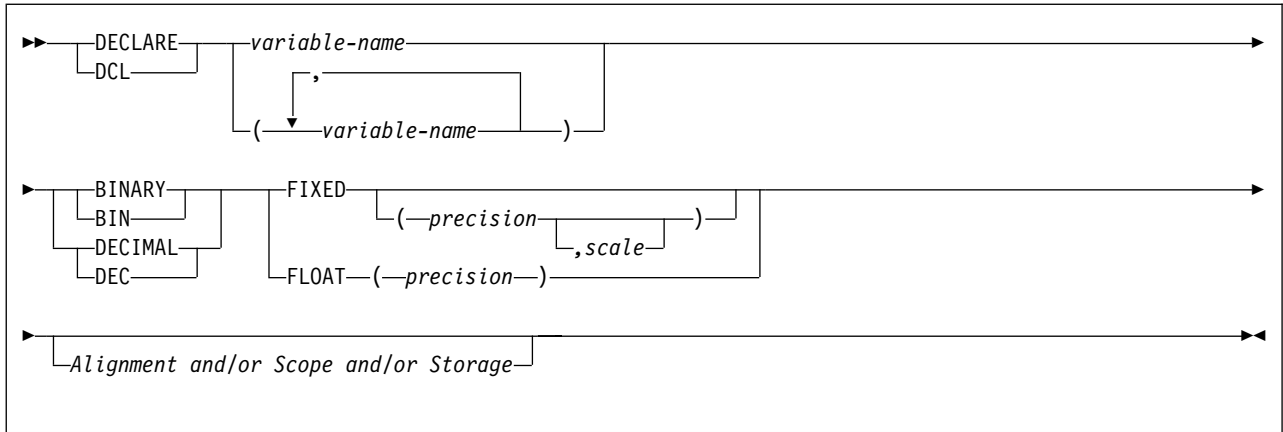 DECLARE variable-name
DCL ,
( variable-name )
BINARY FIXED
BIN ( precision )
DECIMAL ,scale
DEC FLOAT ( precision )
Alignment and/or Scope and/or Storage